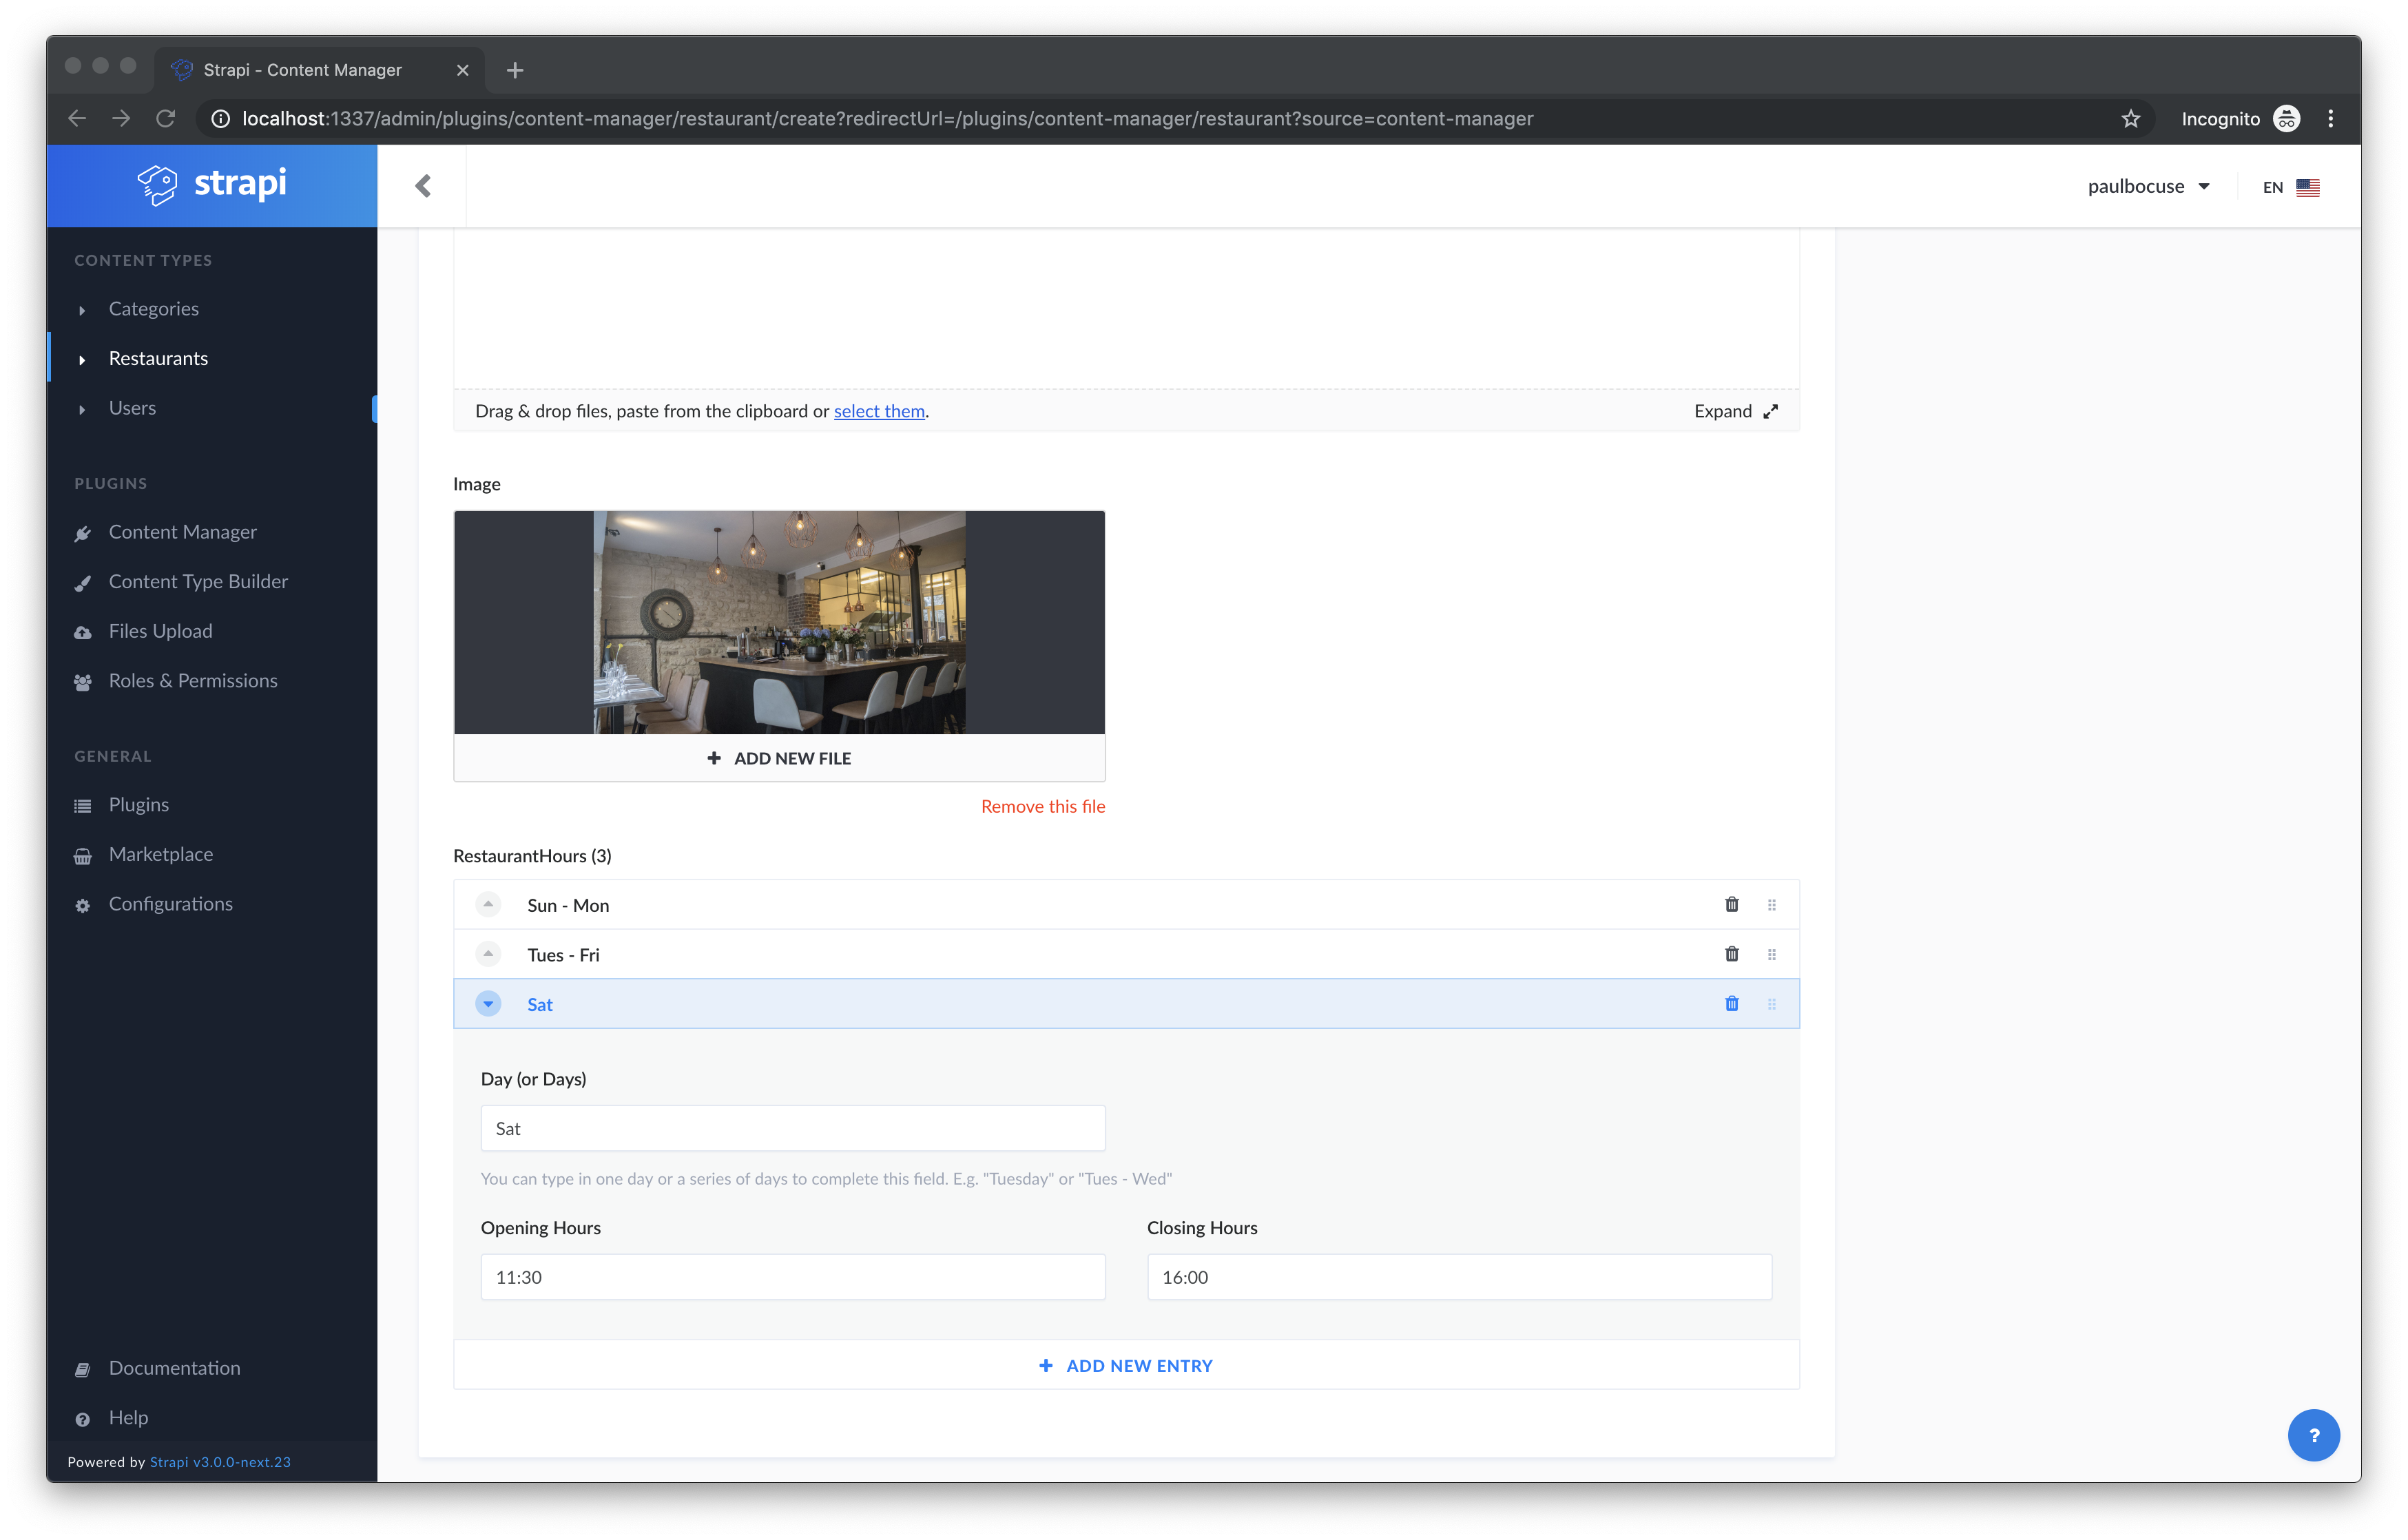 Strapi - Content Manager
localhost:1337/admin/plugins/content-manager/restaurant/create?redirectUrl=/plugins/content-manager/restaurant?source=content-manager
Incognito
strapi
paulbocuse
EN
CONTENT TYPES
Categories
Restaurants
Users
PLUGINS
Content Manager
Content Type Builder
Files Upload
Roles & Permissions
GENERAL
Plugins
Marketplace
Configurations
Documentation
Help
Powered by Strapi v3.0.0-next.23
Drag & drop files, paste from the clipboard or select them.
Expand
Image
+ ADD NEW FILE
Remove this file
RestaurantHours (3)
Sun - Mon
Tues - Fri
Sat
Day (or Days)
Sat
You can type in one day or a series of days to complete this field. E.g. "Tuesday" or "Tues - Wed"
Opening Hours
Closing Hours
11:30
16:00
+ ADD NEW ENTRY
?